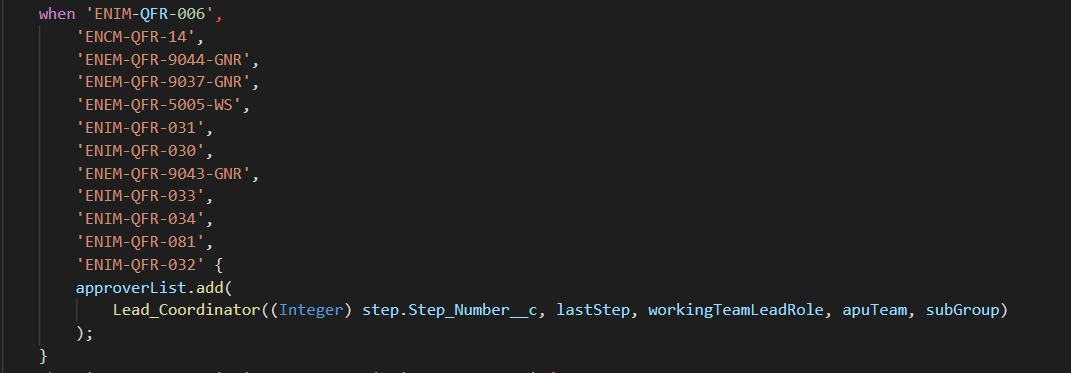 when 'ENIM-QFR-006',
'ENCM-QFR-14',
'ENEM-QFR-9044-GNR',
'ENEM-QFR-9037-GNR',
'ENEM-QFR-5005-WS',
'ENIM-QFR-031',
'ENIM-QFR-030',
'ENEM-QFR-9043-GNR',
'ENIM-QFR-033',
'ENIM-QFR-034',
'ENIM-QFR-081',
'ENIM-QFR-032' {
approverList.add(
Lead_Coordinator((Integer) step.Step_Number__c, lastStep, workingTeamLeadRole, apuTeam, subGroup)
);
}